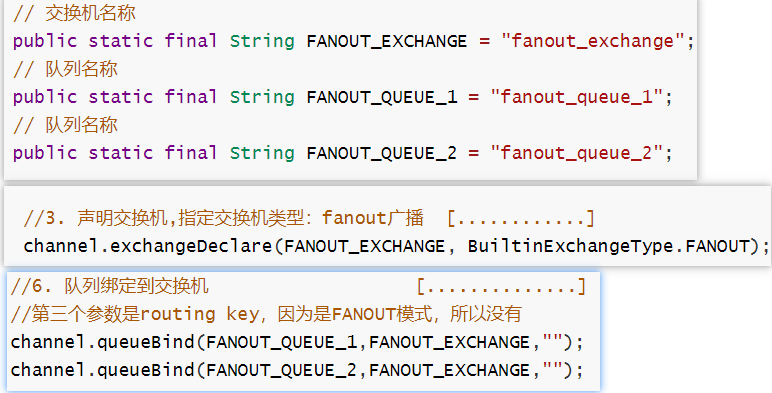 // 交换机名称
public static final String FANOUT_EXCHANGE = "fanout_exchange";
// 队列名称
public static final String FANOUT_QUEUE_1 = "fanout_queue_1";
// 队列名称
public static final String FANOUT_QUEUE_2 = "fanout_queue_2";
//3. 声明交换机,指定交换机类型：fanout广播 [............]
channel.exchangeDeclare(FANOUT_EXCHANGE, BuiltinExchangeType.FANOUT);
//6. 队列绑定到交换机 [..............]
//第三个参数是routing key，因为是FANOUT模式，所以没有
channel.queueBind(FANOUT_QUEUE_1,FANOUT_EXCHANGE,"");
channel.queueBind(FANOUT_QUEUE_2,FANOUT_EXCHANGE,"");